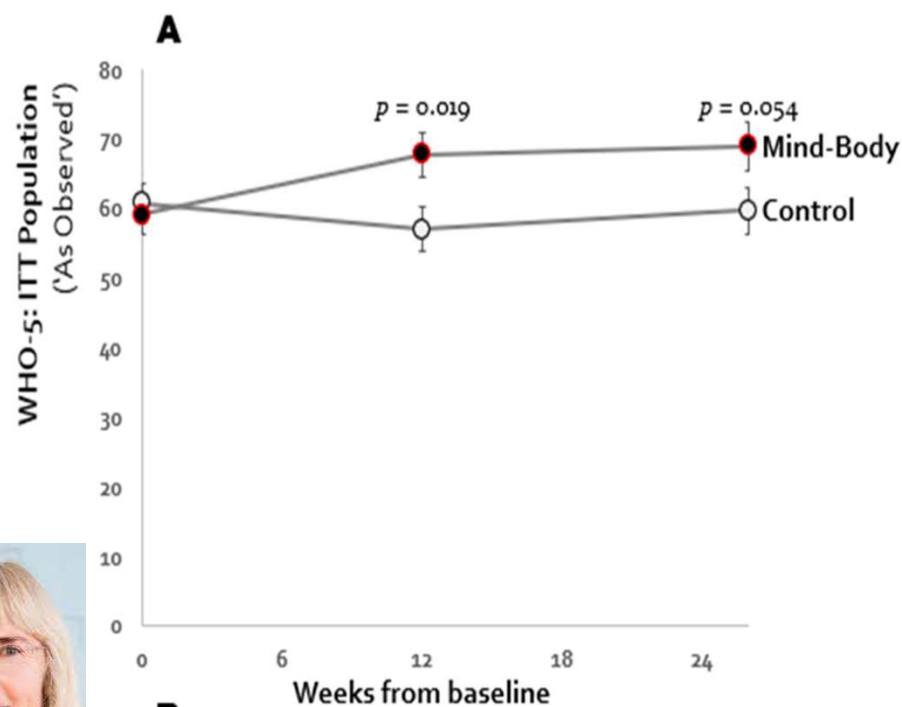 A
WHO-5: ITT Population
('As Observed')
80
70
60
50
40
30
20
10
0
p = 0.019
p = 0.054
Mind-Body
Control
0 6 12 18 24
Weeks from baseline